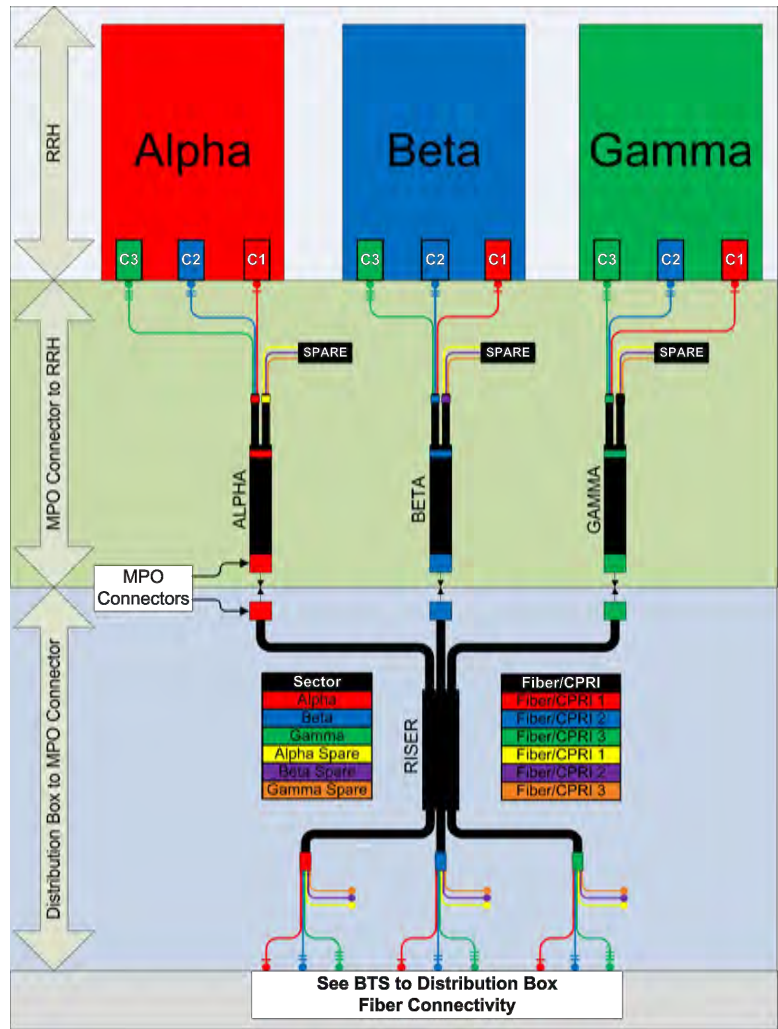 RRH
Alpha
Beta
Gamma
C3
C2
C1
C3
C2
C1
C3
C2
C1
MPO Connector to RRH
SPARE
SPARE
SPARE
ALPHA
BETA
GAMMA
MPO
Connectors
Distribution Box to MPO Connector
Sector
Alpha
Beta
Gamma
Alpha Spare
Beta Spare
Gamma Spare
RISER
Fiber/CPRI
Fiber/CPRI 1
Fiber/CPRI 2
Fiber/CPRI 3
Fiber/CPRI 1
Fiber/CPRI 2
Fiber/CPRI 3
See BTS to Distribution Box
Fiber Connectivity